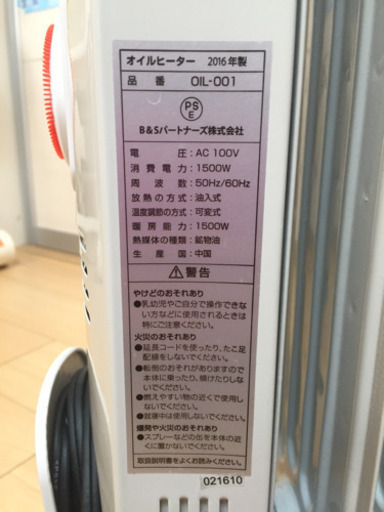 オイルヒーター 2016年製
品 番 OIL-001
PS
E
B&Sパートナーズ株式会社
電 圧:AC 100V
消費電力:1500W
周波数:50Hz/60Hz
放熱の方式:油入式
温度調節の方式:可変式
暖房能力:1500W
熱媒体の種類:鉱物油
生産国:中国
⚠警告
やけどのおそれあり
●乳幼児やご自分で操作できない
方などに使用されるときは
特にご注意ください。
火災のおそれあり
●延長コードを使ったり、たこ足
配線をしないでください。
●転倒のおそれがありますので
本体に乗ったり、傾けたりしな
いでください。
●燃えやすい物の近くで使用し
ないでください。
●就寝中は使用しないでください。
爆発や火災のおそれあり
●スプレーなどの缶を本体の近
くに置かないでください。
取扱説明書をよくお読みください。
021610